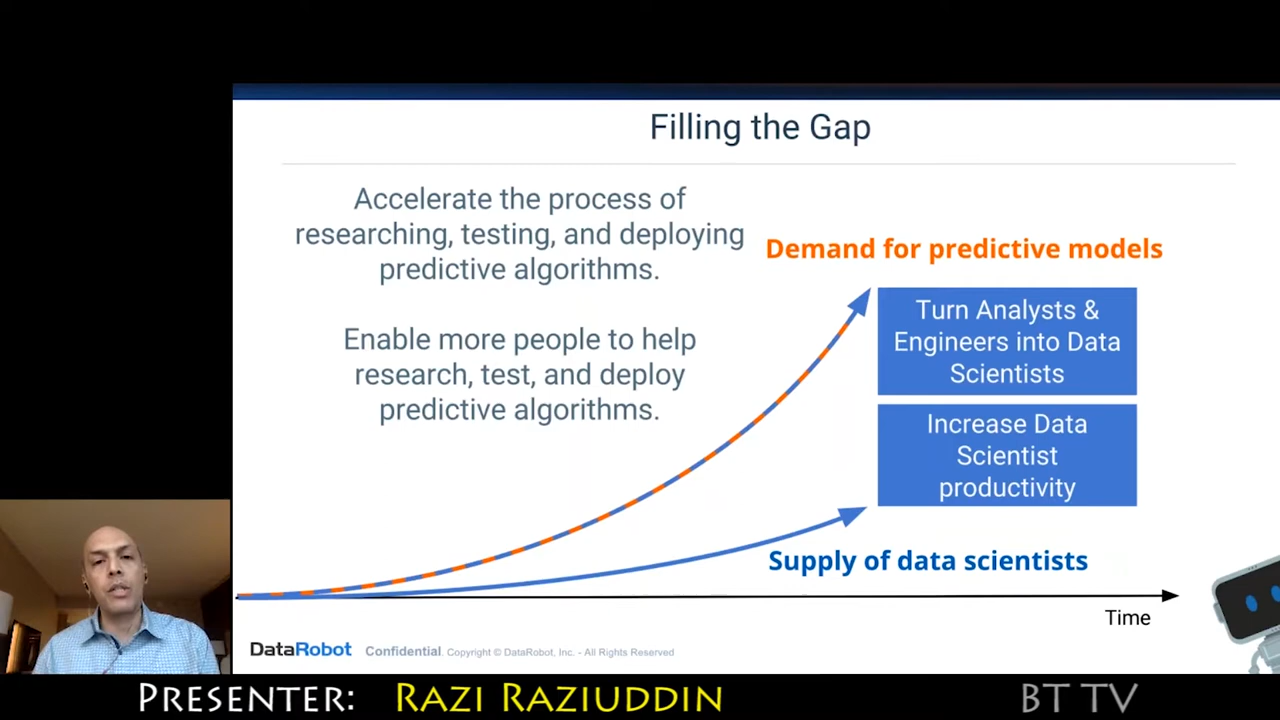 Filling the Gap
Accelerate the process of
researching, testing, and deploying
predictive algorithms.
Enable more people to help
research, test, and deploy
predictive algorithms.
Demand for predictive models
Turn Analysts &
Engineers into Data
Scientists
Increase Data
Scientist
productivity
Supply of data scientists
Time
DataRobot Confidential. Copyright © DataRobot, Inc. - All Rights Reserved
PRESENTER: RAZI RAZIUDDIN BT TV